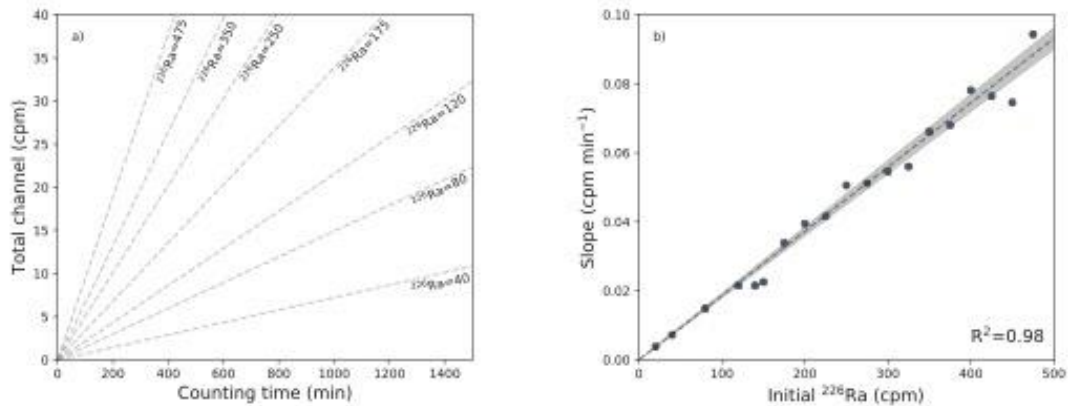 a)
40
35
30
25
20
15
10
5
0
Total channel (cpm)
²²⁶Ra=475
²²⁶Ra=350
²²⁶Ra=250
²²⁶Ra=175
²²⁶Ra=120
²²⁶Ra=80
²²⁶Ra=40
0 200 400 600 800 1000 1200 1400
Counting time (min)
b)
0.10
0.08
0.06
0.04
0.02
0.00
Slope (cpm min⁻¹)
R²=0.98
0 100 200 300 400 500
Initial ²²⁶Ra (cpm)